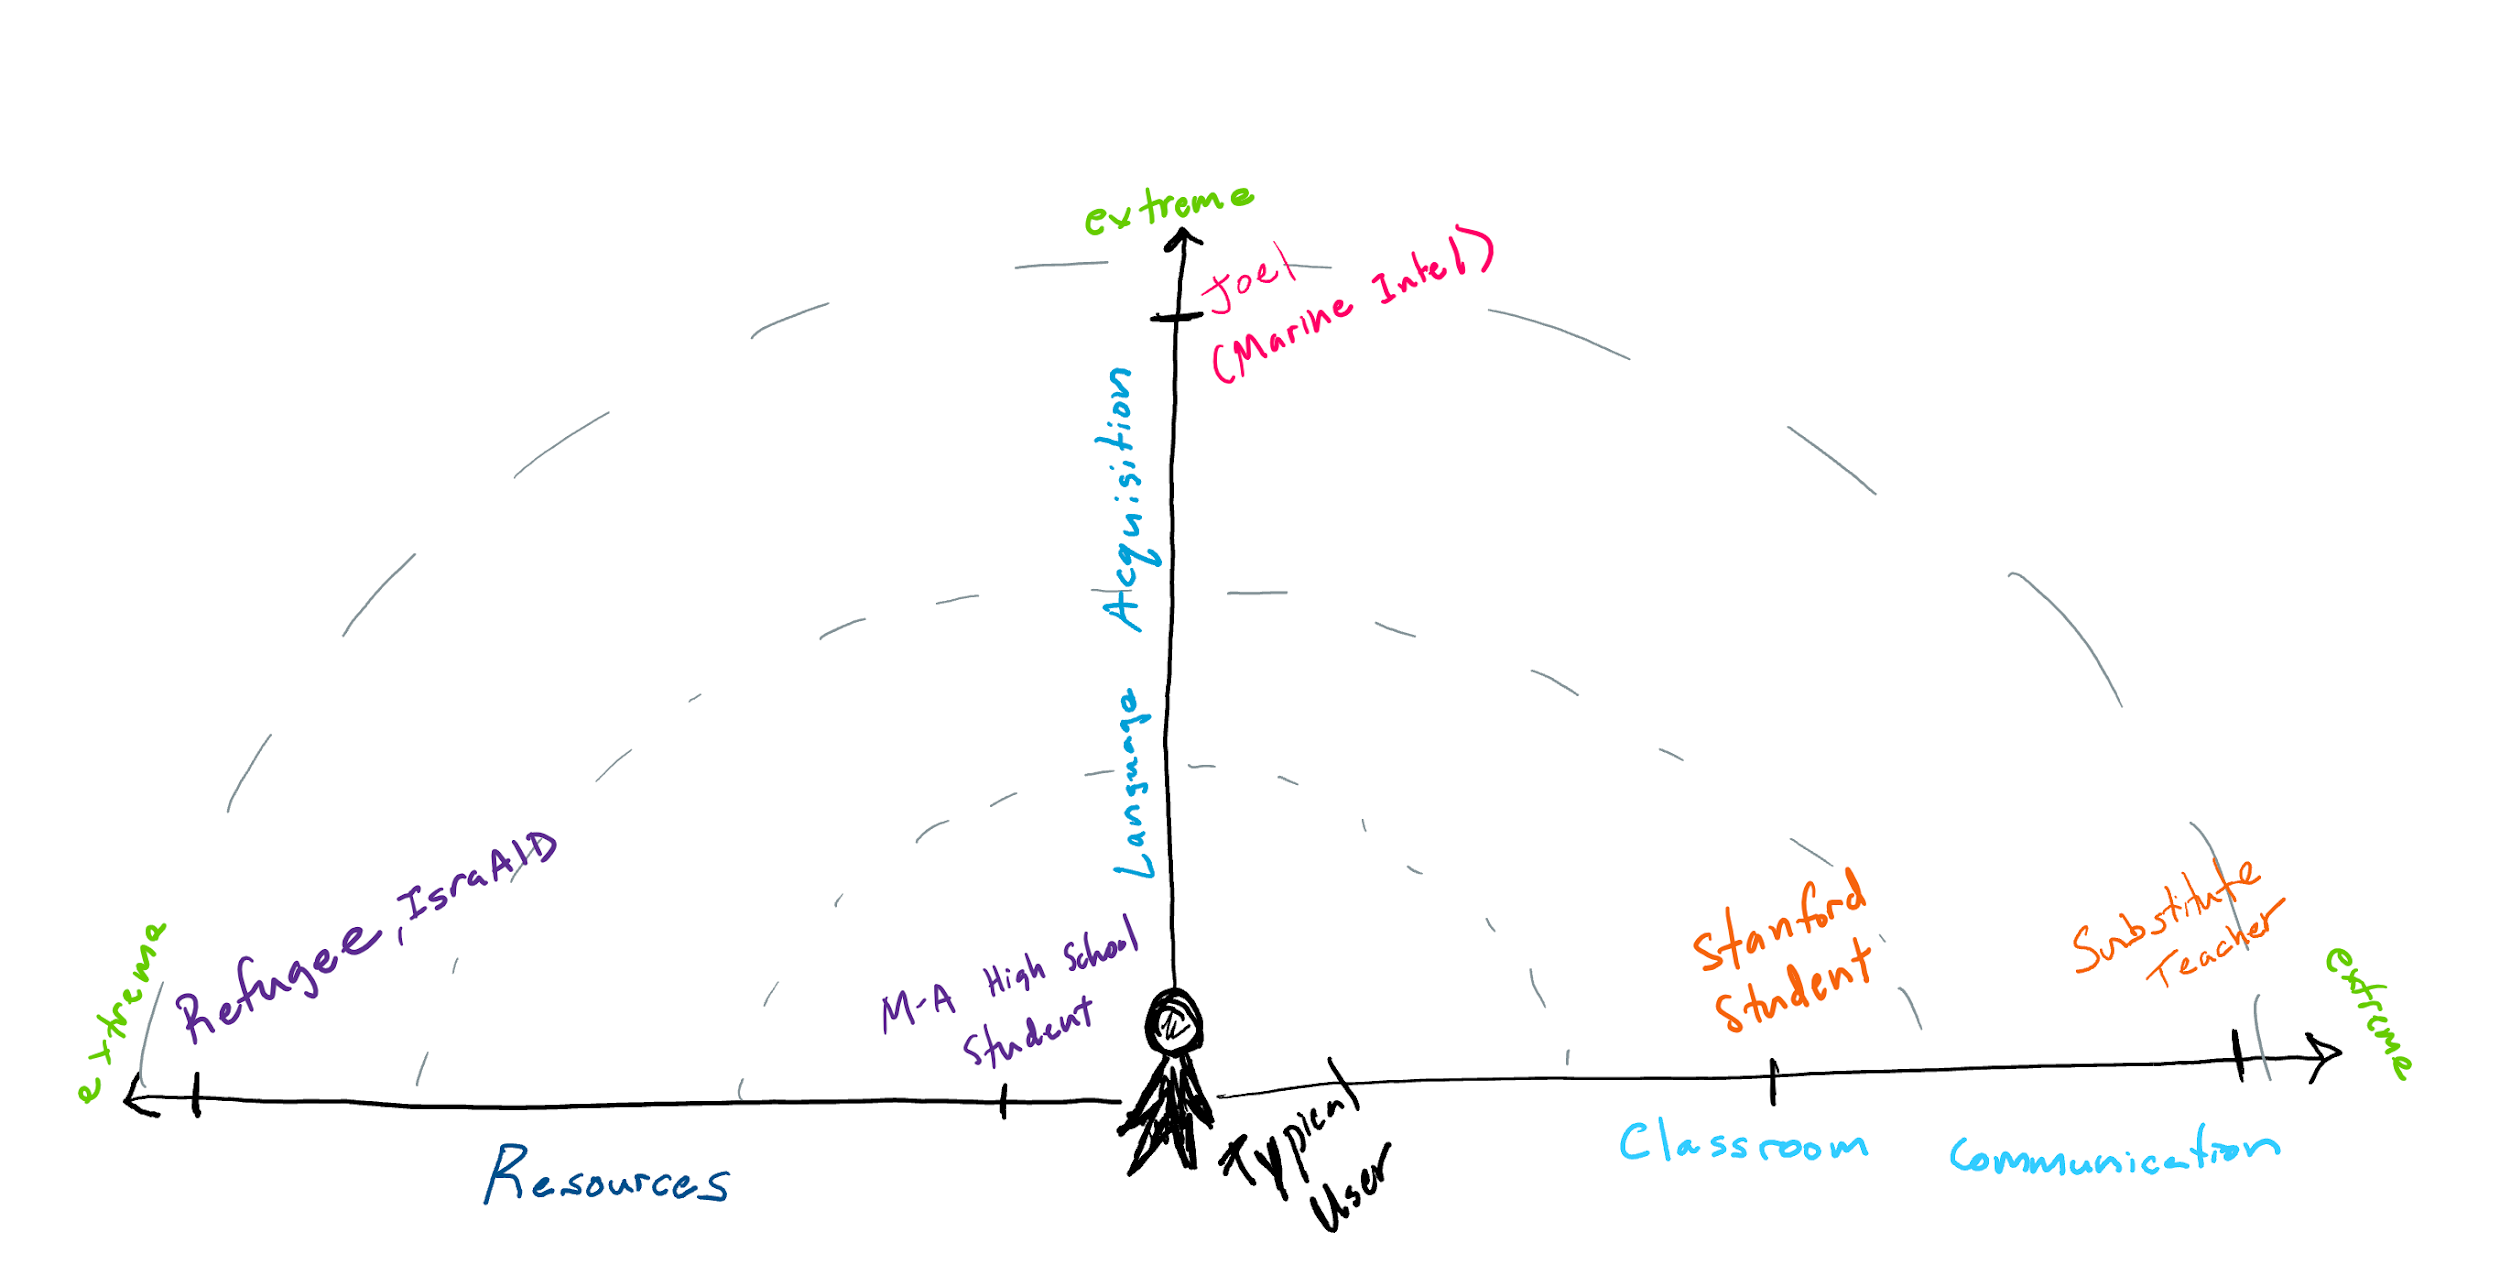 extreme
Joel
(Marine Intel)
Language Acquisition
Refugee, IsraAID
extreme
M-A High School
Student
Stanford
Student
Substitute
Teacher
extreme
Resources
Typical
User
Classroom Communication